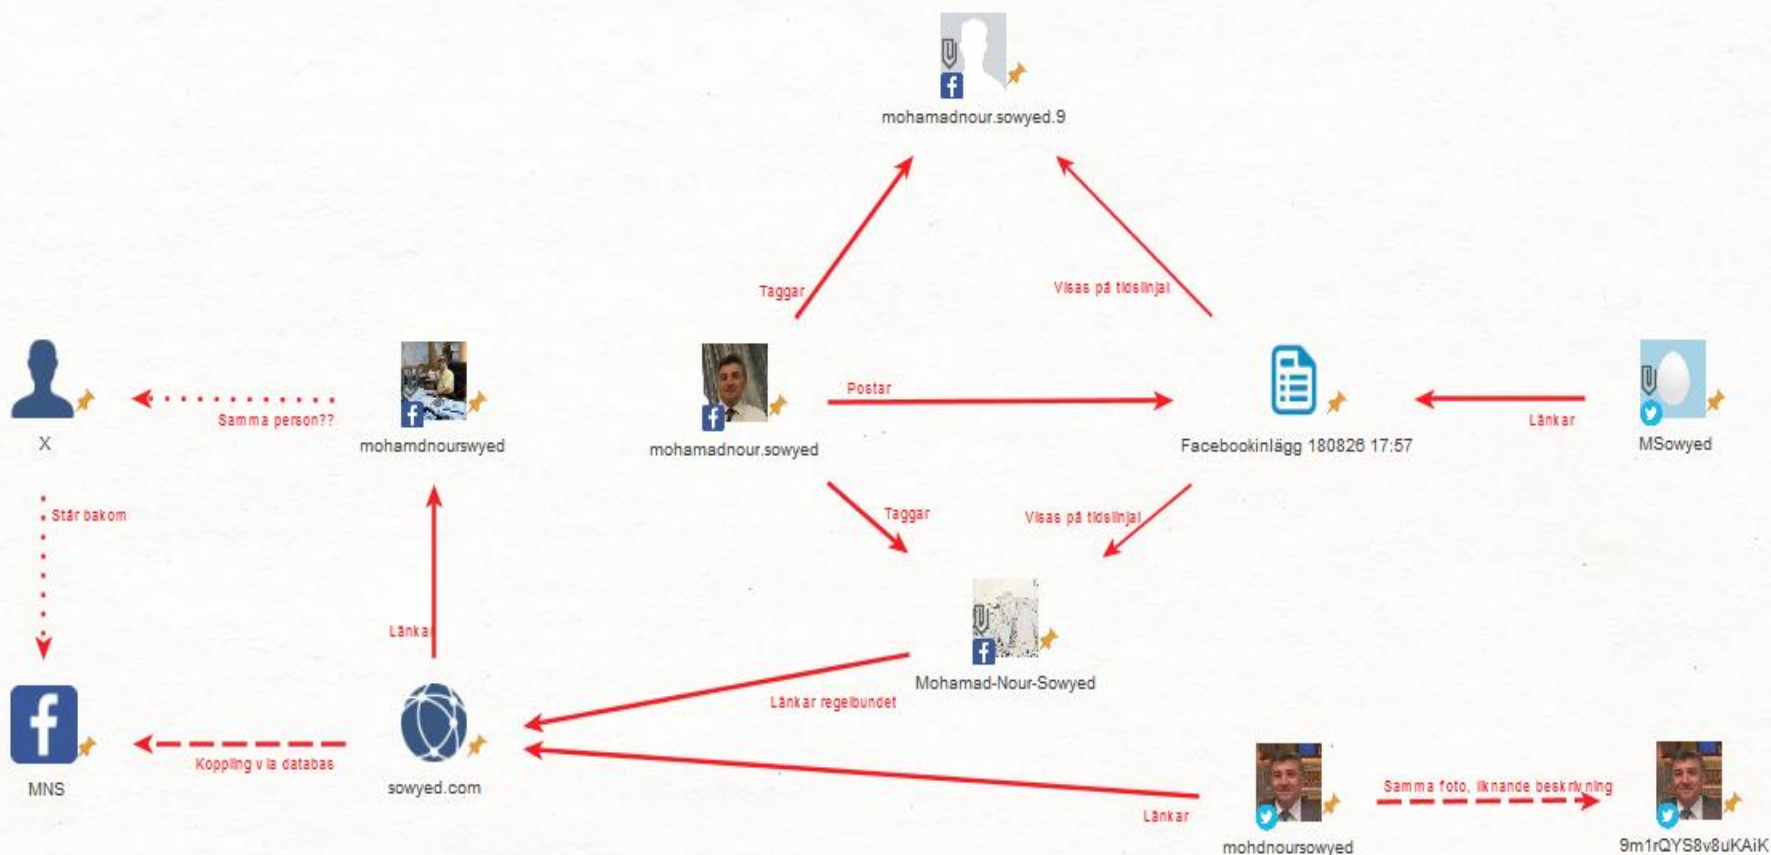 mohamadnour.sowyed.9
Taggar
Visas på tidslinjal
Samma person??
Postar
Länkar
X
mohamdnourswyed
mohamadnour.sowyed
Facebookinlägg 180826 17:57
MSowyed
Står bakom
Taggar
Visas på tidslinjal
Länkar
Mohamad-Nour-Sowyed
Länkar regelbundet
Koppling via databas
MNS
sowyed.com
Samma foto, liknande beskrivning
Länkar
mohdnoursowyed
9m1rQYS8v8uKAiK